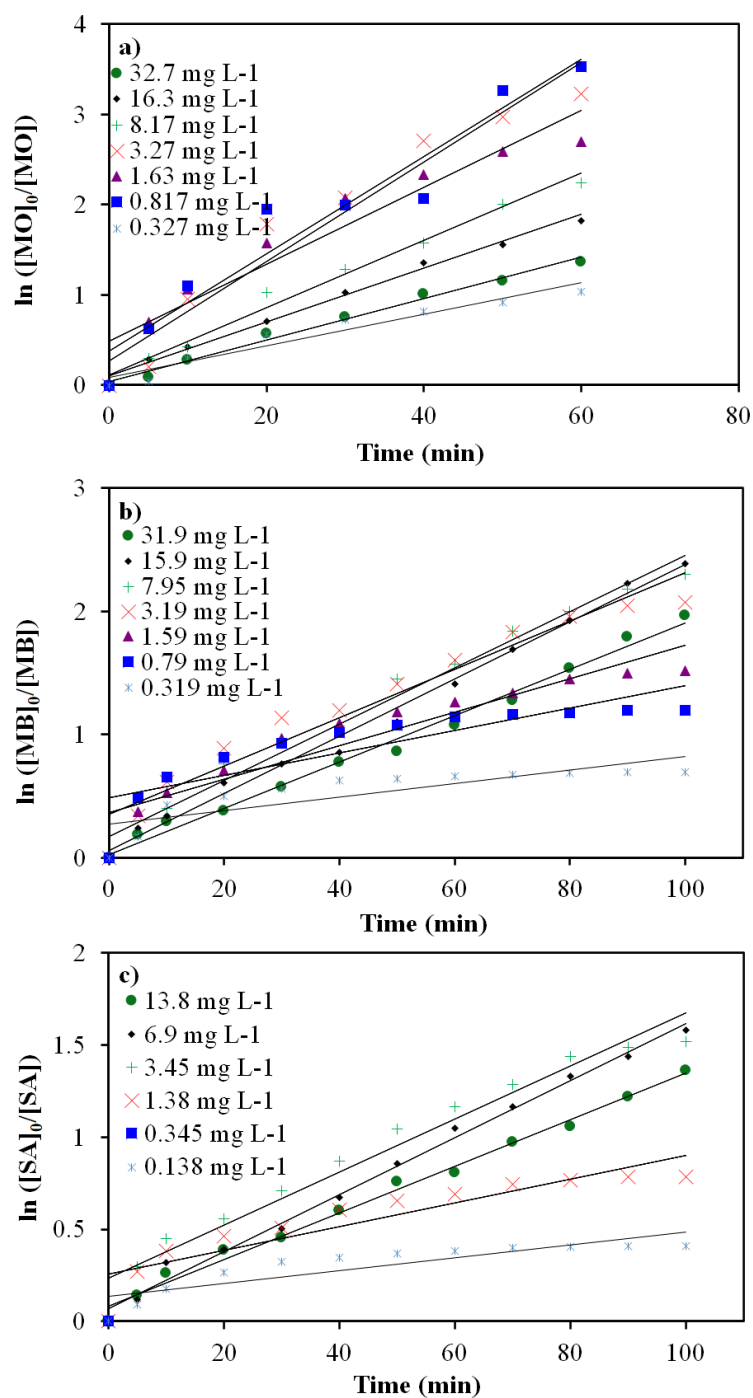 a)
32.7 mg L-1
16.3 mg L-1
8.17 mg L-1
3.27 mg L-1
1.63 mg L-1
0.817 mg L-1
0.327 mg L-1
ln ([MO]0/[MO]
4
3
2
1
0
0 20 40 60 80
Time (min)
b)
31.9 mg L-1
15.9 mg L-1
7.95 mg L-1
3.19 mg L-1
1.59 mg L-1
0.79 mg L-1
0.319 mg L-1
ln ([MB]0/[MB]
3
2
1
0
0 20 40 60 80 100
Time (min)
c)
13.8 mg L-1
6.9 mg L-1
3.45 mg L-1
1.38 mg L-1
0.345 mg L-1
0.138 mg L-1
ln ([SA]0/[SA])
2
1.5
1
0.5
0
0 20 40 60 80 100
Time (min)